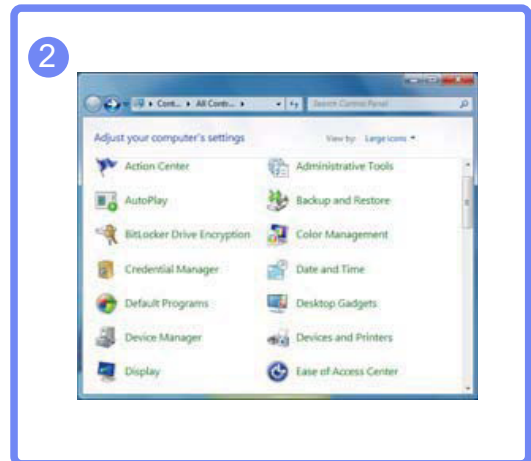 2
Cont... All Contr...
Search Control Panel
Adjust your computer's settings
View by: Large icons
Action Center
Administrative Tools
AutoPlay
Backup and Restore
BitLocker Drive Encryption
Color Management
Credential Manager
Date and Time
Default Programs
Desktop Gadgets
Device Manager
Devices and Printers
Display
Ease of Access Center